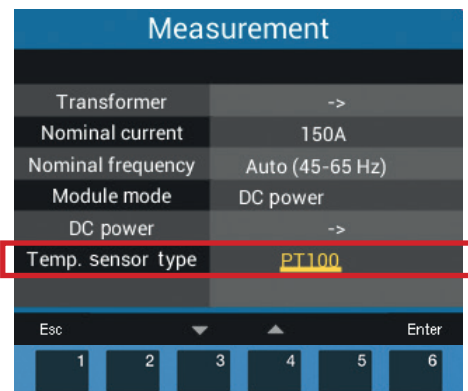 Measurement
Transformer ->
Nominal current 150A
Nominal frequency Auto (45-65 Hz)
Module mode DC power
DC power ->
Temp. sensor type PT100
Esc Enter
1 2 3 4 5 6